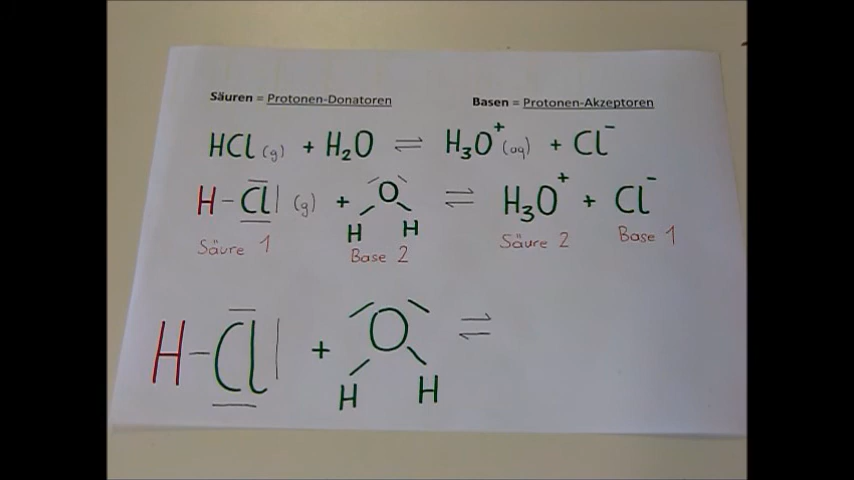 Säuren = Protonen-Donatoren Basen = Protonen-Akzeptoren
HCl (g) + H₂O ⇌ H₃O⁺ (aq) + Cl⁻
H – Cl (g) + O ⇌ H₃O⁺ + Cl⁻
H H
Säure 1 Base 2 Säure 2 Base 1
H – Cl + O ⇌
H H